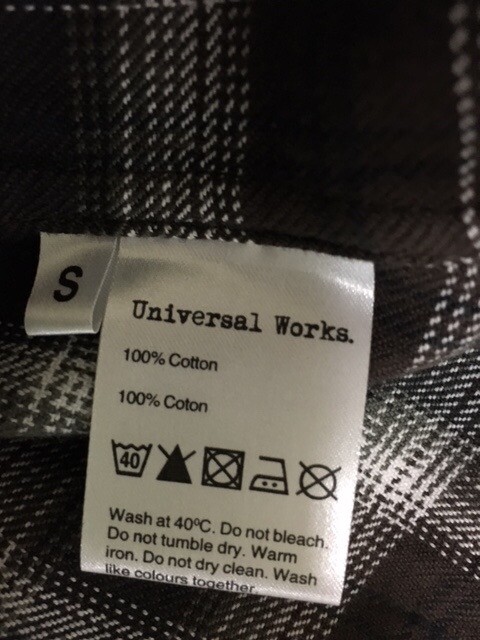 S
Universal Works.
100% Cotton
100% Coton
40
Wash at 40ºC. Do not bleach.
Do not tumble dry. Warm
iron. Do not dry clean. Wash
like colours together